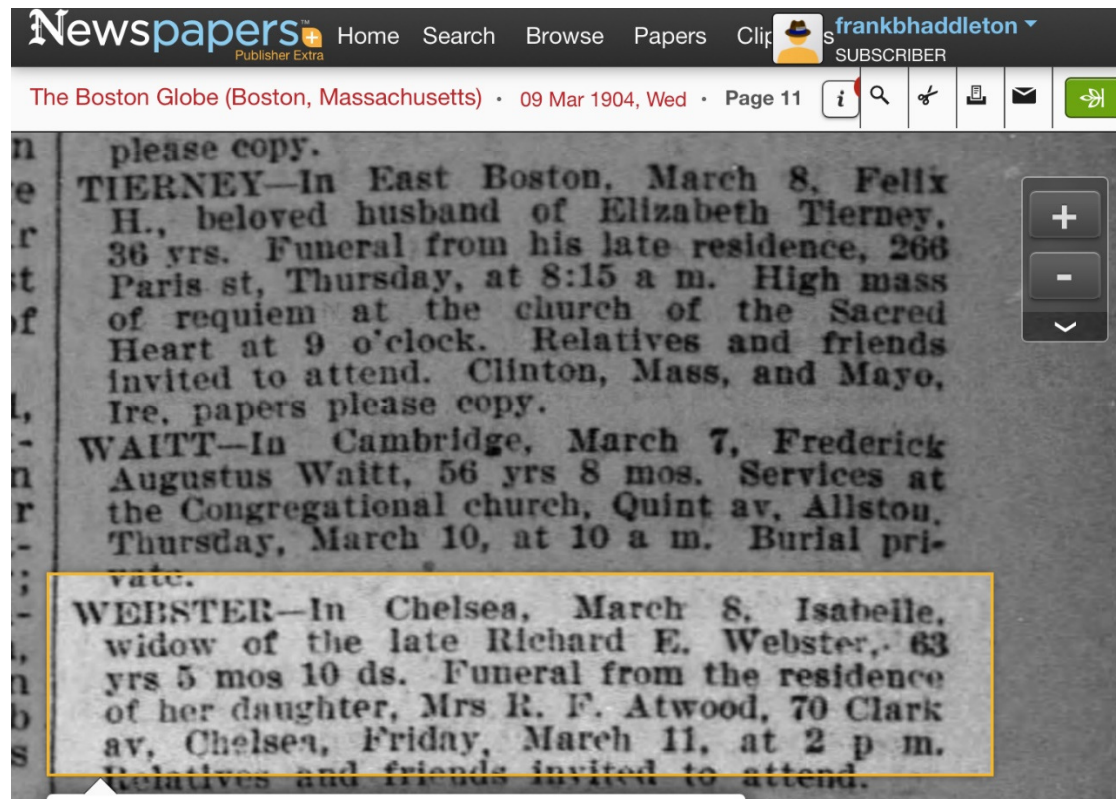 Newspapers
Publisher Extra
Home Search Browse Papers Clip s frankbhaddleton
SUBSCRIBER
The Boston Globe (Boston, Massachusetts) · 09 Mar 1904, Wed · Page 11
please copy.
TIERNEY—In East Boston, March 8, Felix
H., beloved husband of Elizabeth Tierney,
36 yrs. Funeral from his late residence, 266
Paris st, Thursday, at 8:15 a m. High mass
of requiem at the church of the Sacred
Heart at 9 o'clock. Relatives and friends
invited to attend. Clinton, Mass, and Mayo,
Ire, papers please copy.
WAITT—In Cambridge, March 7, Frederick
Augustus Waitt, 56 yrs 8 mos. Services at
the Congregational church, Quint av, Allston,
Thursday, March 10, at 10 a m. Burial pri-
vate.
WEBSTER—In Chelsea, March 8, Isabelle,
widow of the late Richard E. Webster, 63
yrs 5 mos 10 ds. Funeral from the residence
of her daughter, Mrs R. F. Atwood, 70 Clark
av, Chelsea, Friday, March 11, at 2 p m.
Relatives and friends invited to attend.